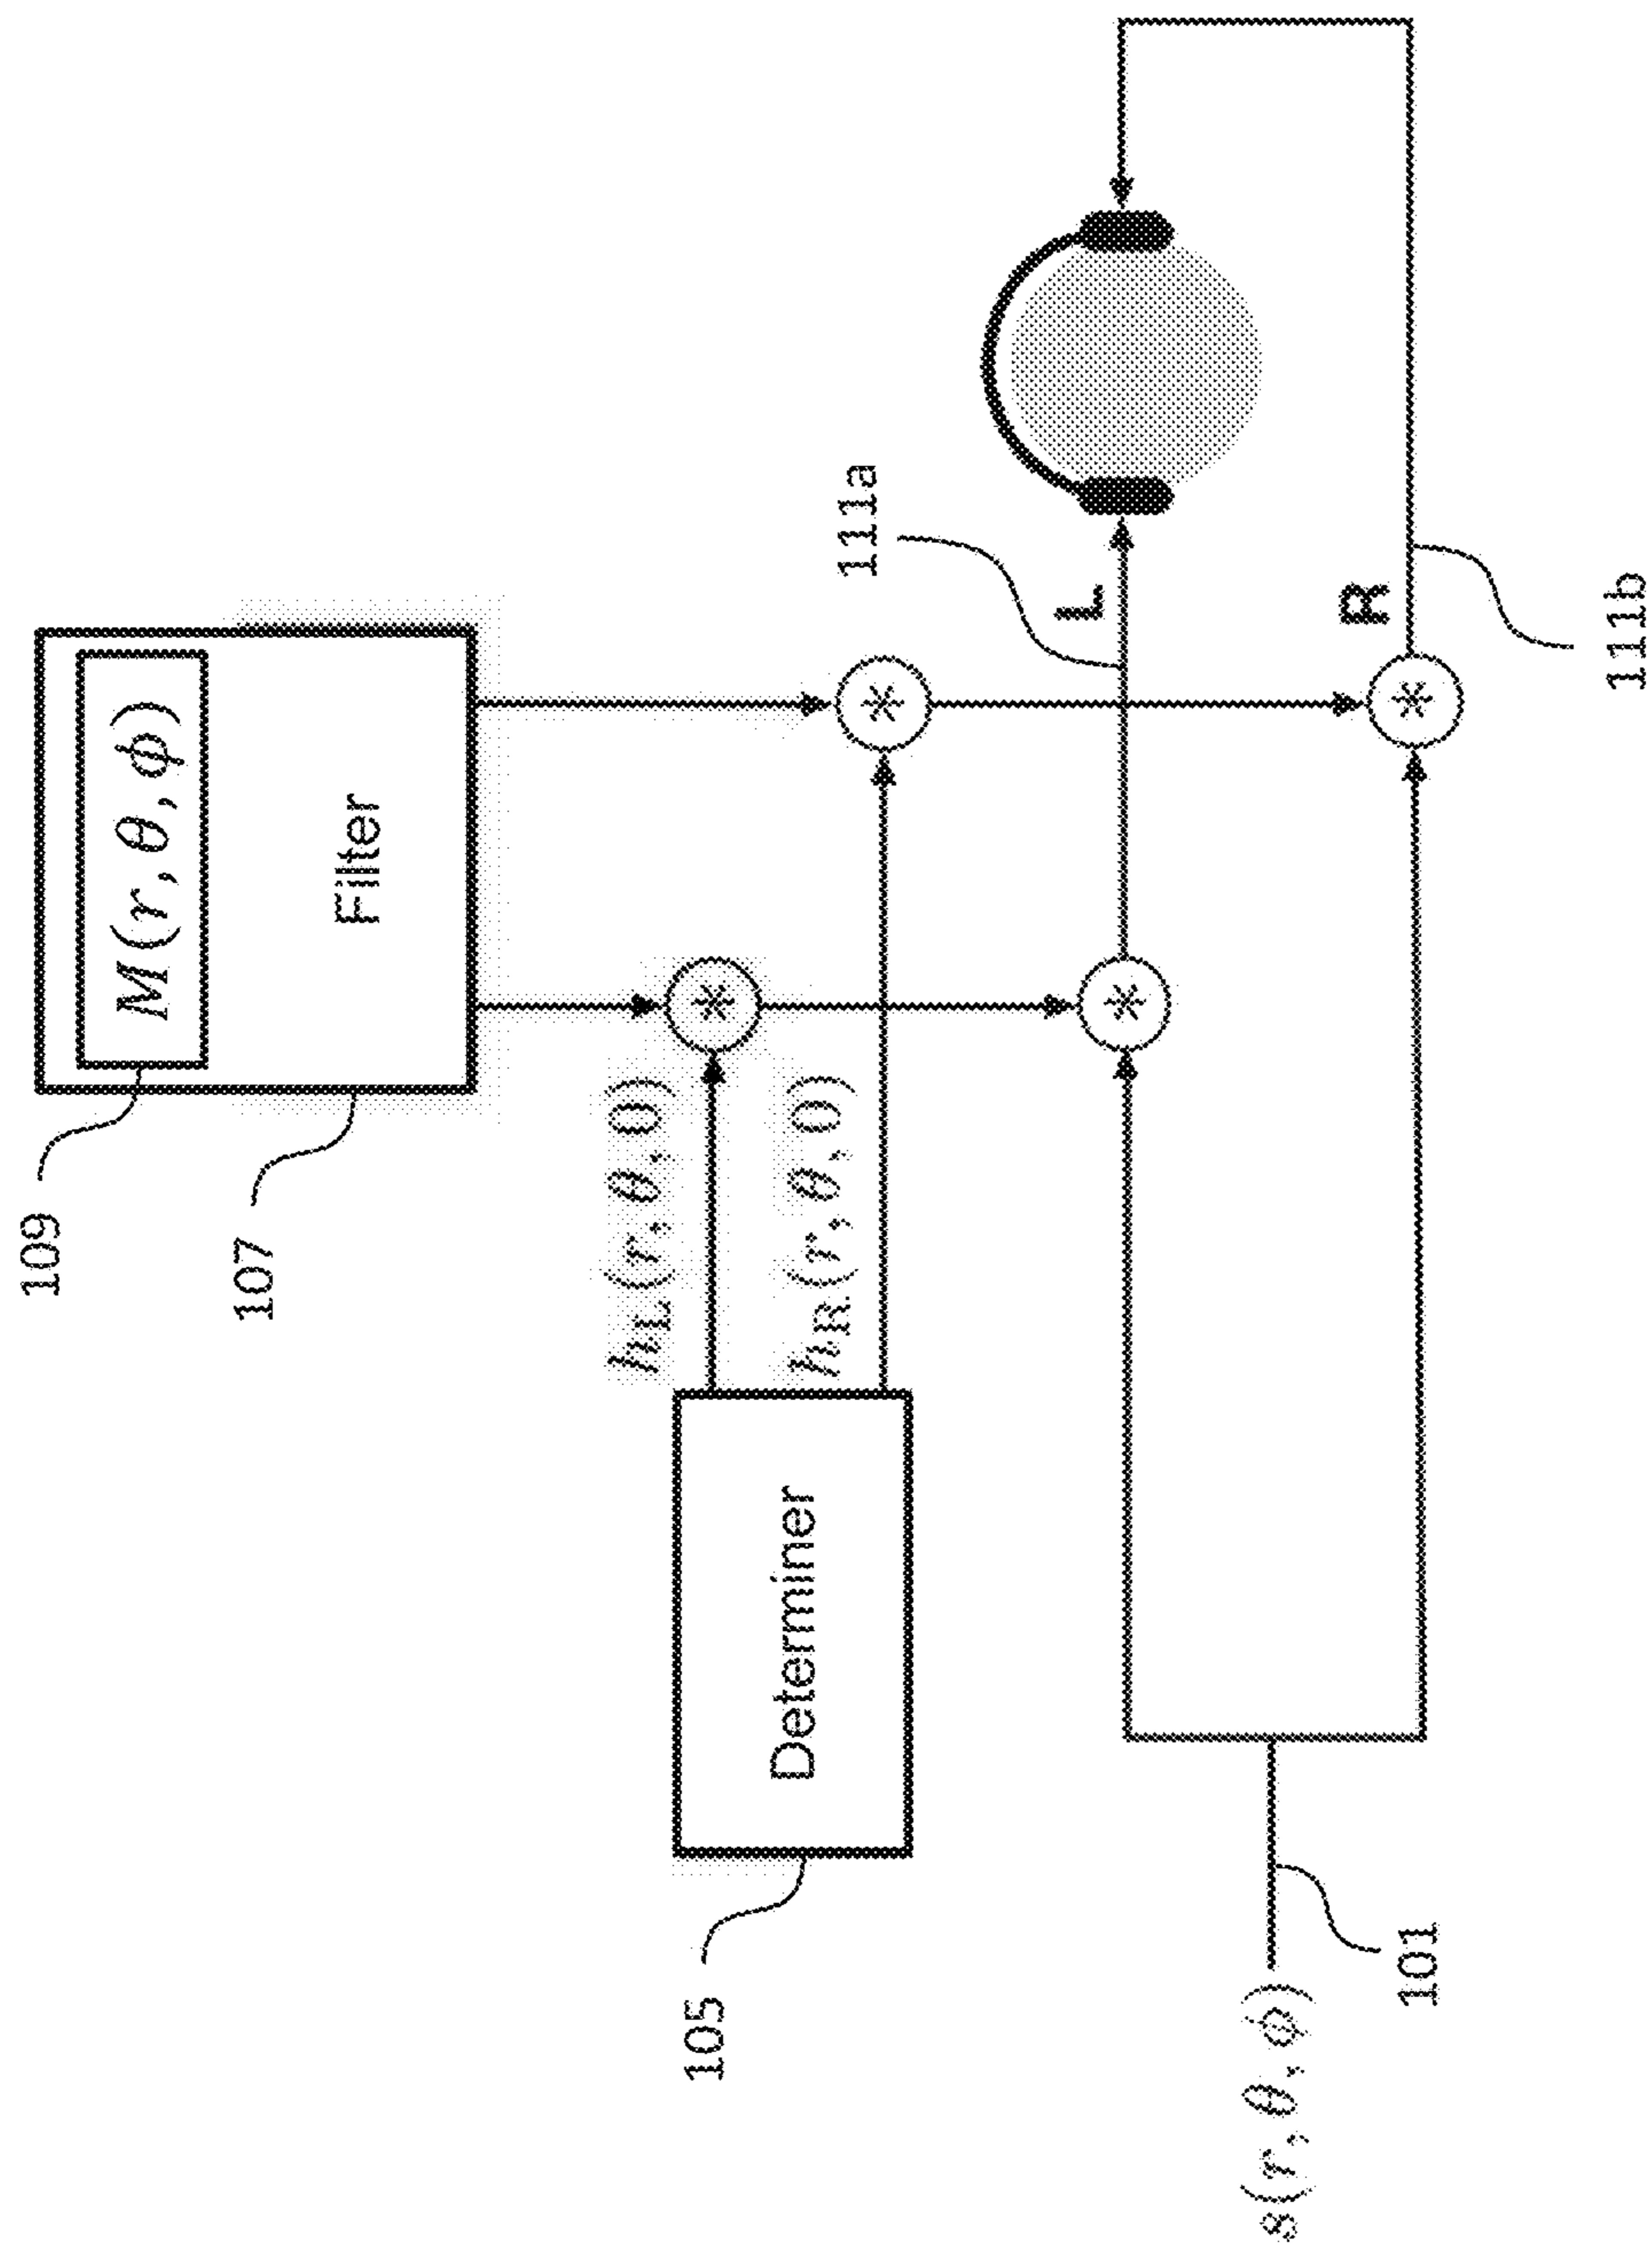 109
M(r, θ, ϕ)
107
Filter
h_L(r, θ, 0)
105
Determiner
h_R(r, θ, 0)
111a
L
s(r, θ, ϕ)
R
101
111b